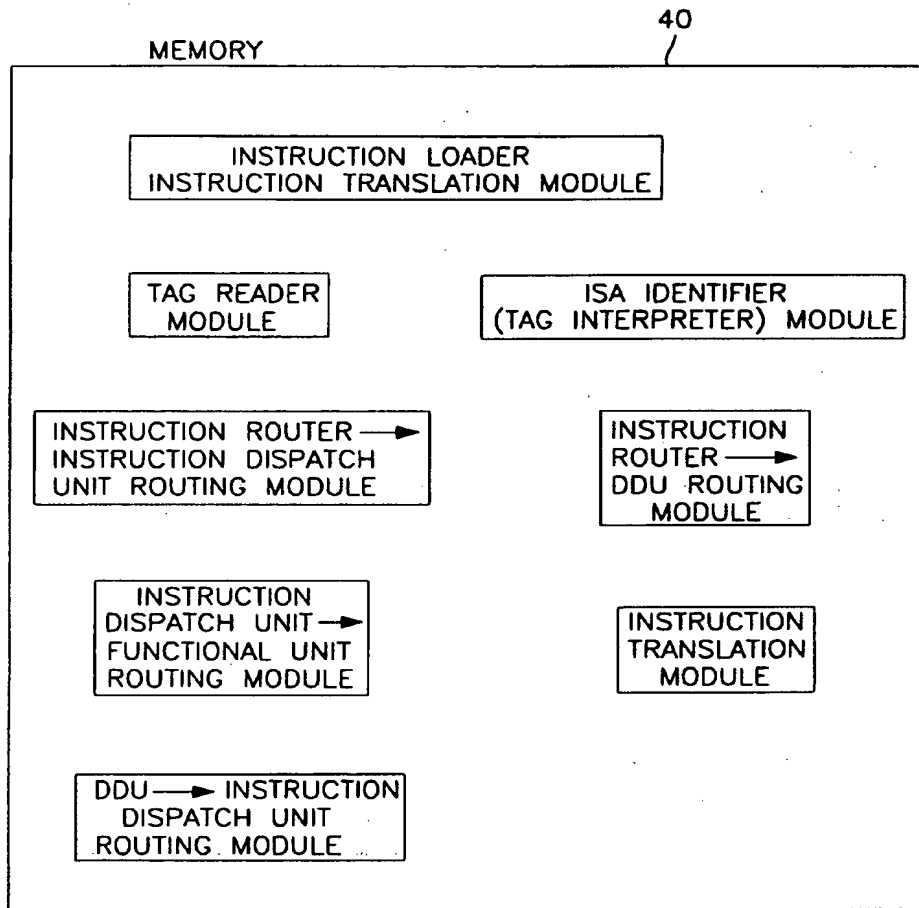 40
MEMORY
INSTRUCTION LOADER
INSTRUCTION TRANSLATION MODULE
TAG READER
MODULE
ISA IDENTIFIER
(TAG INTERPRETER) MODULE
INSTRUCTION ROUTER →
INSTRUCTION DISPATCH
UNIT ROUTING MODULE
INSTRUCTION
ROUTER →
DDU ROUTING
MODULE
INSTRUCTION
DISPATCH UNIT →
FUNCTIONAL UNIT
ROUTING MODULE
INSTRUCTION
TRANSLATION
MODULE
DDU → INSTRUCTION
DISPATCH UNIT
ROUTING MODULE